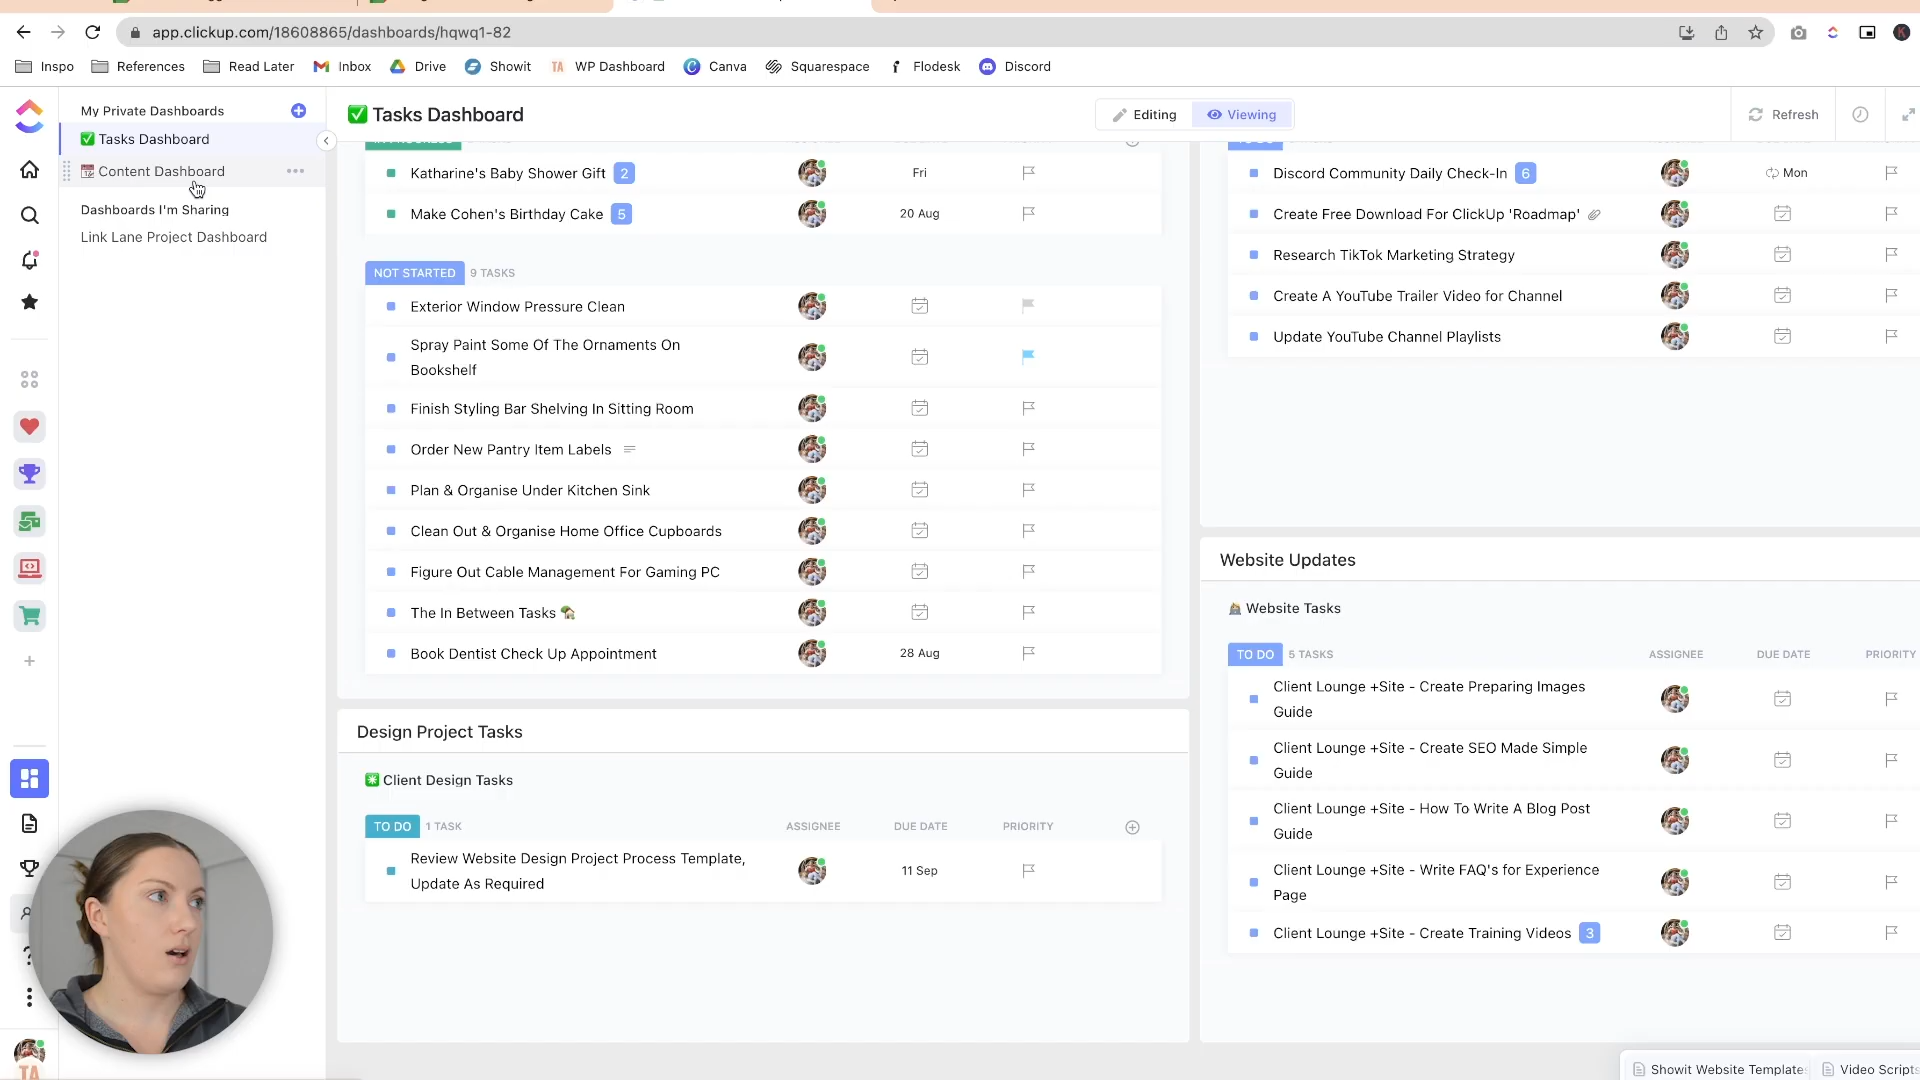 app.clickup.com/18608865/dashboards/hqwq1-82
Inspo References Read Later Inbox Drive Showit WP Dashboard Canva Squarespace Flodesk Discord
My Private Dashboards
Tasks Dashboard
Content Dashboard
Dashboards I'm Sharing
Link Lane Project Dashboard
Tasks Dashboard
Editing Viewing
Refresh
Katharine's Baby Shower Gift 2 Fri
Make Cohen's Birthday Cake 5 20 Aug
NOT STARTED 9 TASKS
Exterior Window Pressure Clean
Spray Paint Some Of The Ornaments On
Bookshelf
Finish Styling Bar Shelving In Sitting Room
Order New Pantry Item Labels
Plan & Organise Under Kitchen Sink
Clean Out & Organise Home Office Cupboards
Figure Out Cable Management For Gaming PC
The In Between Tasks
Book Dentist Check Up Appointment 28 Aug
Design Project Tasks
Client Design Tasks
TO DO 1 TASK ASSIGNEE DUE DATE PRIORITY
Review Website Design Project Process Template,
Update As Required
11 Sep
Discord Community Daily Check-In 6 Mon
Create Free Download For ClickUp 'Roadmap'
Research TikTok Marketing Strategy
Create A YouTube Trailer Video for Channel
Update YouTube Channel Playlists
Website Updates
Website Tasks
TO DO 5 TASKS ASSIGNEE DUE DATE PRIORITY
Client Lounge +Site - Create Preparing Images
Guide
Client Lounge +Site - Create SEO Made Simple
Guide
Client Lounge +Site - How To Write A Blog Post
Guide
Client Lounge +Site - Write FAQ's for Experience
Page
Client Lounge +Site - Create Training Videos 3
Showit Website Template Video Scripts
TA